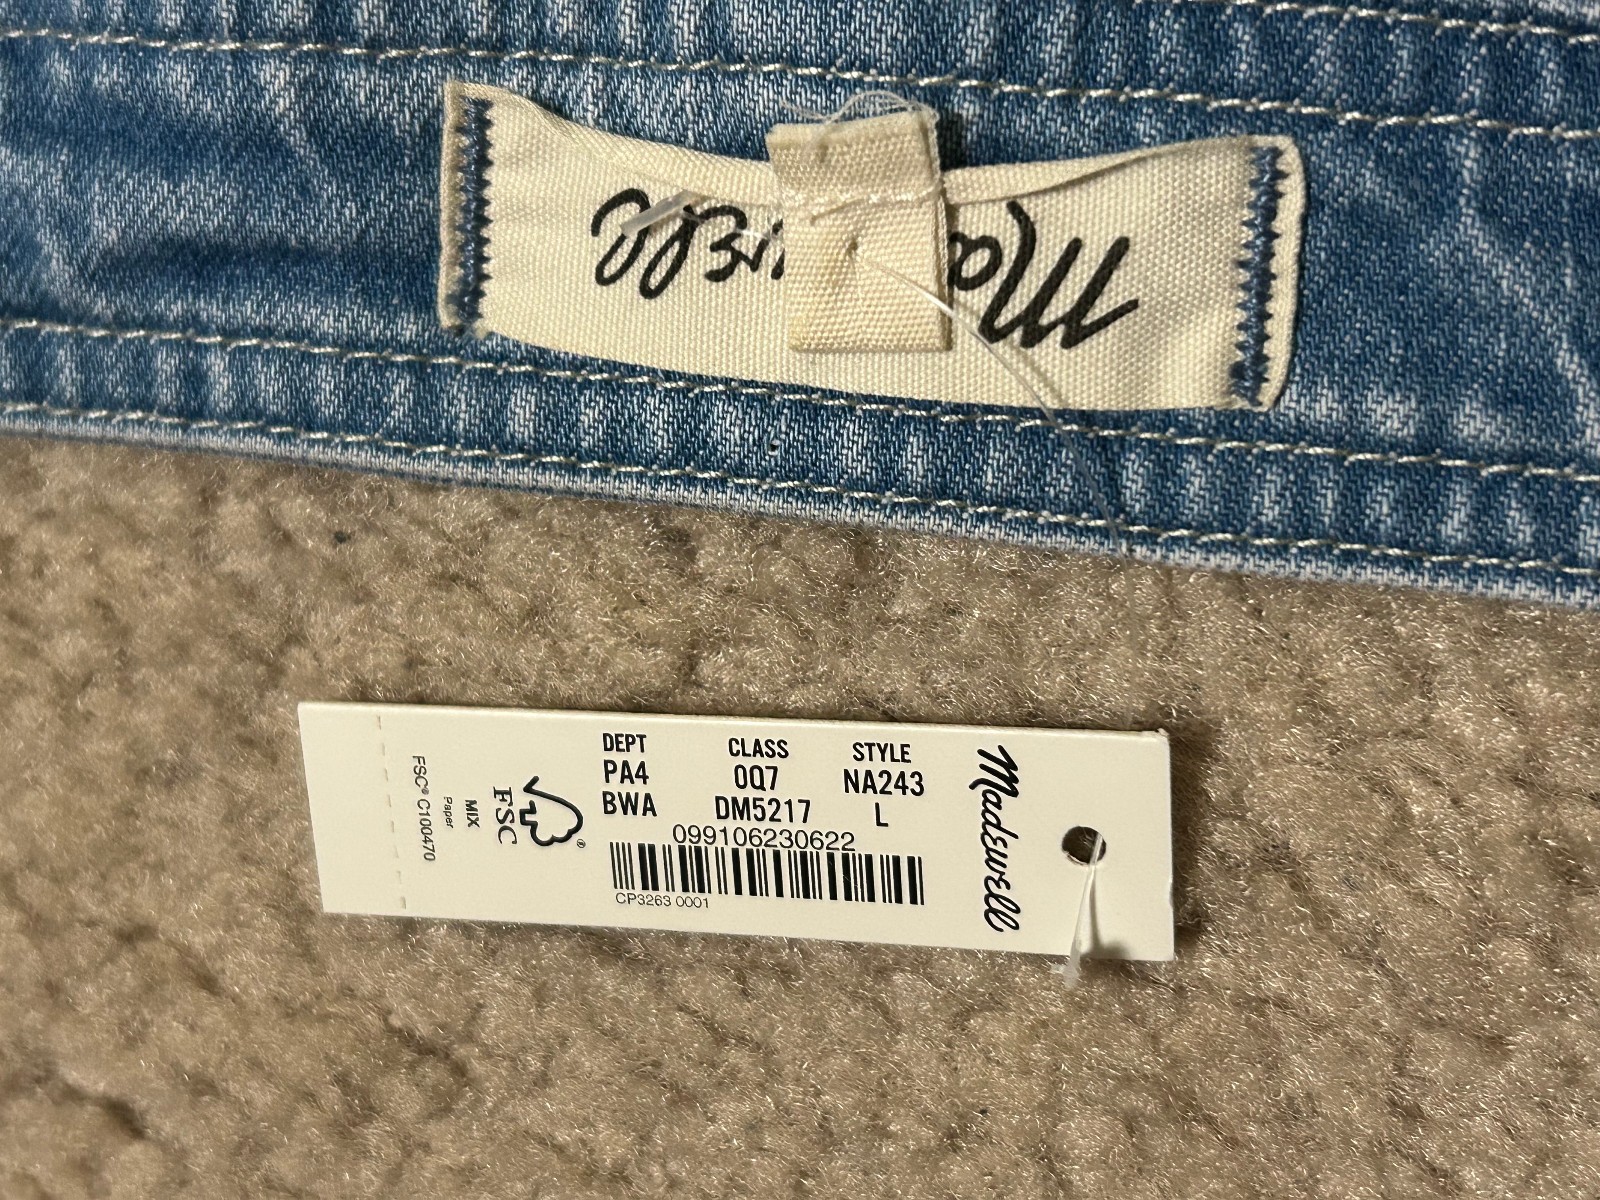 Madewell
DEPT CLASS STYLE
PA4 0Q7 NA243
BWA DM5217 L
099106230622
CP3263 0001
FSC®
MIX
Paper
FSC® C100470
Madewell